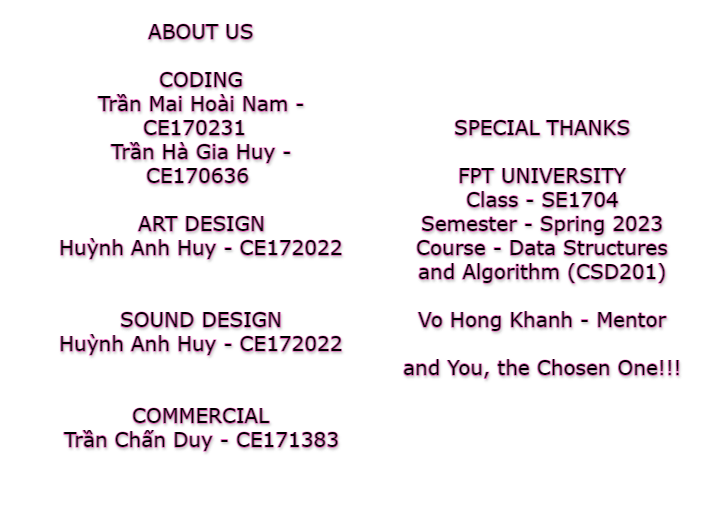 ABOUT US
CODING
Trần Mai Hoài Nam -
CE170231
Trần Hà Gia Huy -
CE170636
ART DESIGN
Huỳnh Anh Huy - CE172022
SOUND DESIGN
Huỳnh Anh Huy - CE172022
COMMERCIAL
Trần Chấn Duy - CE171383
SPECIAL THANKS
FPT UNIVERSITY
Class - SE1704
Semester - Spring 2023
Course - Data Structures
and Algorithm (CSD201)
Vo Hong Khanh - Mentor
and You, the Chosen One!!!